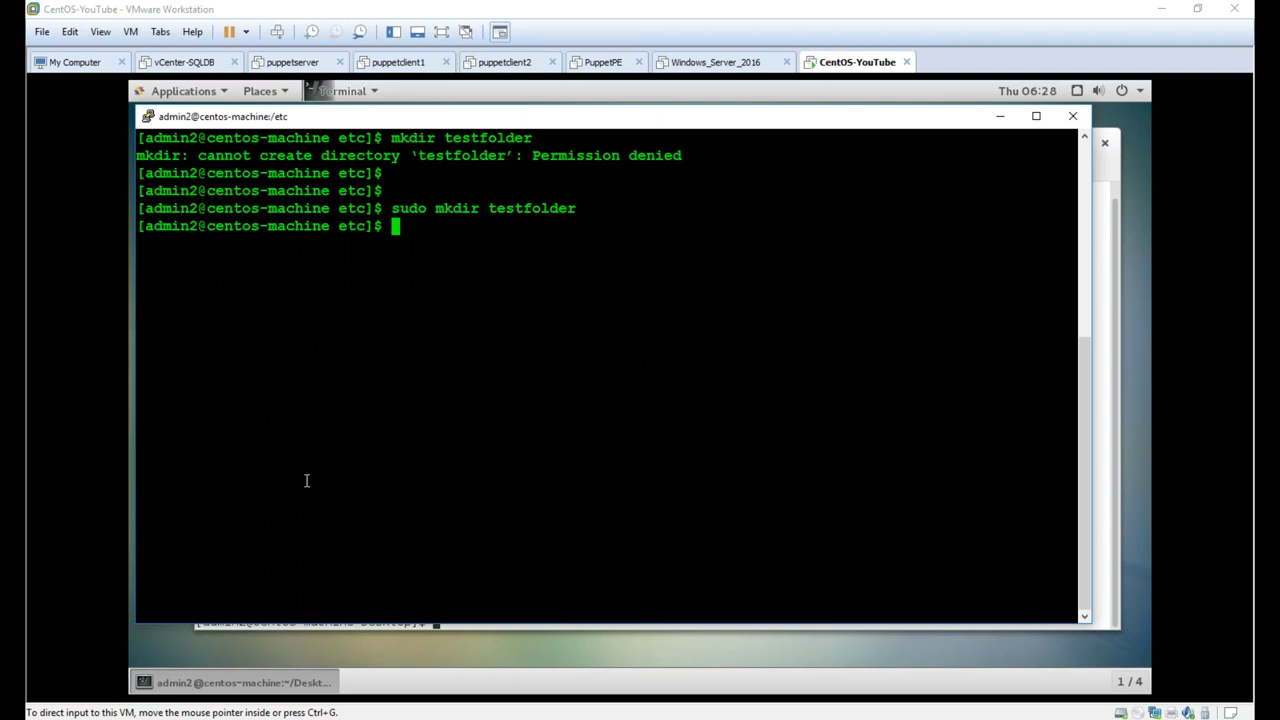 CentOS-YouTube - VMware Workstation
File Edit View VM Tabs Help
My Computer vCenter-SQLDB puppetserver puppetclient1 puppetclient2 PuppetPE Windows_Server_2016 CentOS-YouTube
Applications Places Terminal Thu 06:28
admin2@centos-machine:/etc
[admin2@centos-machine etc]$ mkdir testfolder
mkdir: cannot create directory ‘testfolder’: Permission denied
[admin2@centos-machine etc]$
[admin2@centos-machine etc]$
[admin2@centos-machine etc]$ sudo mkdir testfolder
[admin2@centos-machine etc]$
admin2@centos-machine:~/Deskt... 1 / 4
To direct input to this VM, move the mouse pointer inside or press Ctrl+G.